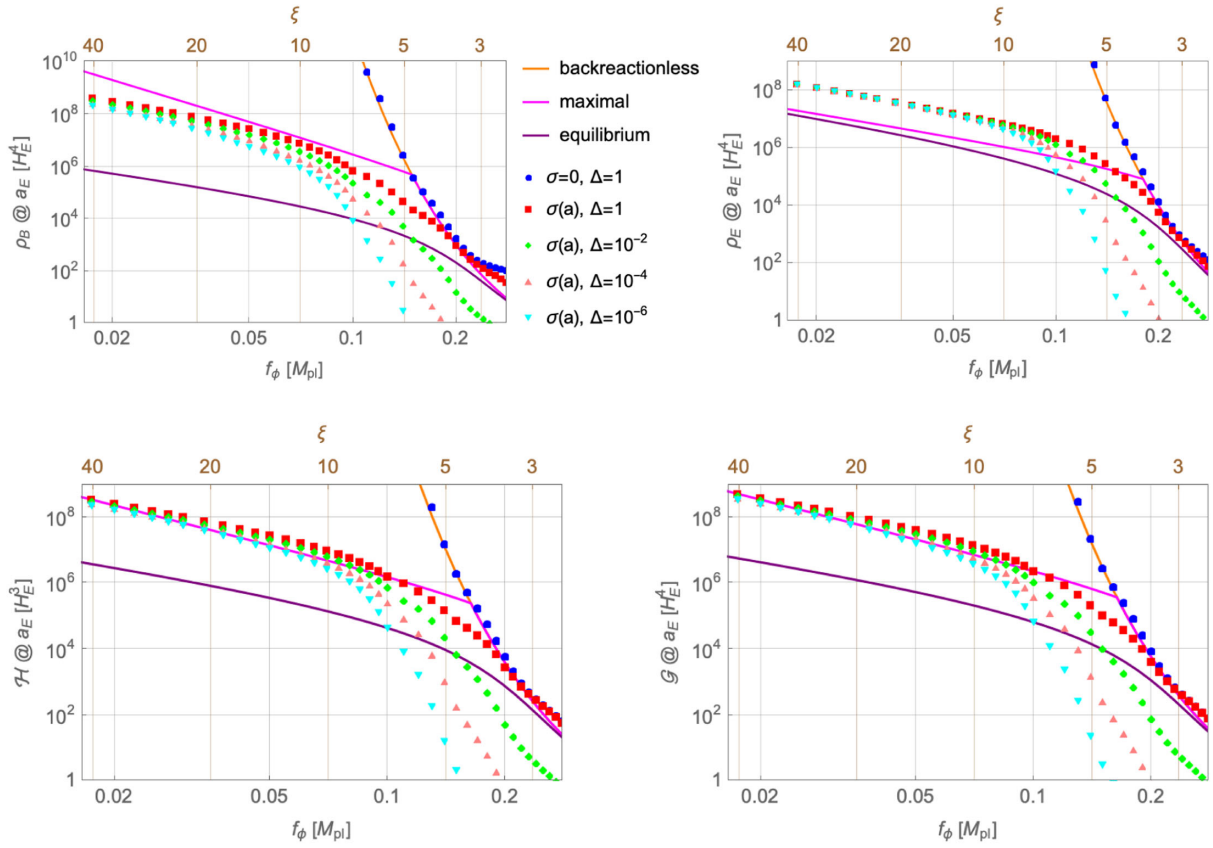 ξ
40 20 10 5 3
ρ_B @ a_E [H_E^4]
10^10
10^8
10^6
10^4
10^2
1
0.02 0.05 0.1 0.2
f_ϕ [M_pl]
backreactionless
maximal
equilibrium
σ=0, Δ=1
σ(a), Δ=1
σ(a), Δ=10^-2
σ(a), Δ=10^-4
σ(a), Δ=10^-6
ξ
40 20 10 5 3
ρ_E @ a_E [H_E^4]
10^8
10^6
10^4
10^2
1
0.02 0.05 0.1 0.2
f_ϕ [M_pl]
ξ
40 20 10 5 3
ℋ @ a_E [H_E^3]
10^8
10^6
10^4
10^2
1
0.02 0.05 0.1 0.2
f_ϕ [M_pl]
ξ
40 20 10 5 3
𝒢 @ a_E [H_E^4]
10^8
10^6
10^4
10^2
1
0.02 0.05 0.1 0.2
f_ϕ [M_pl]